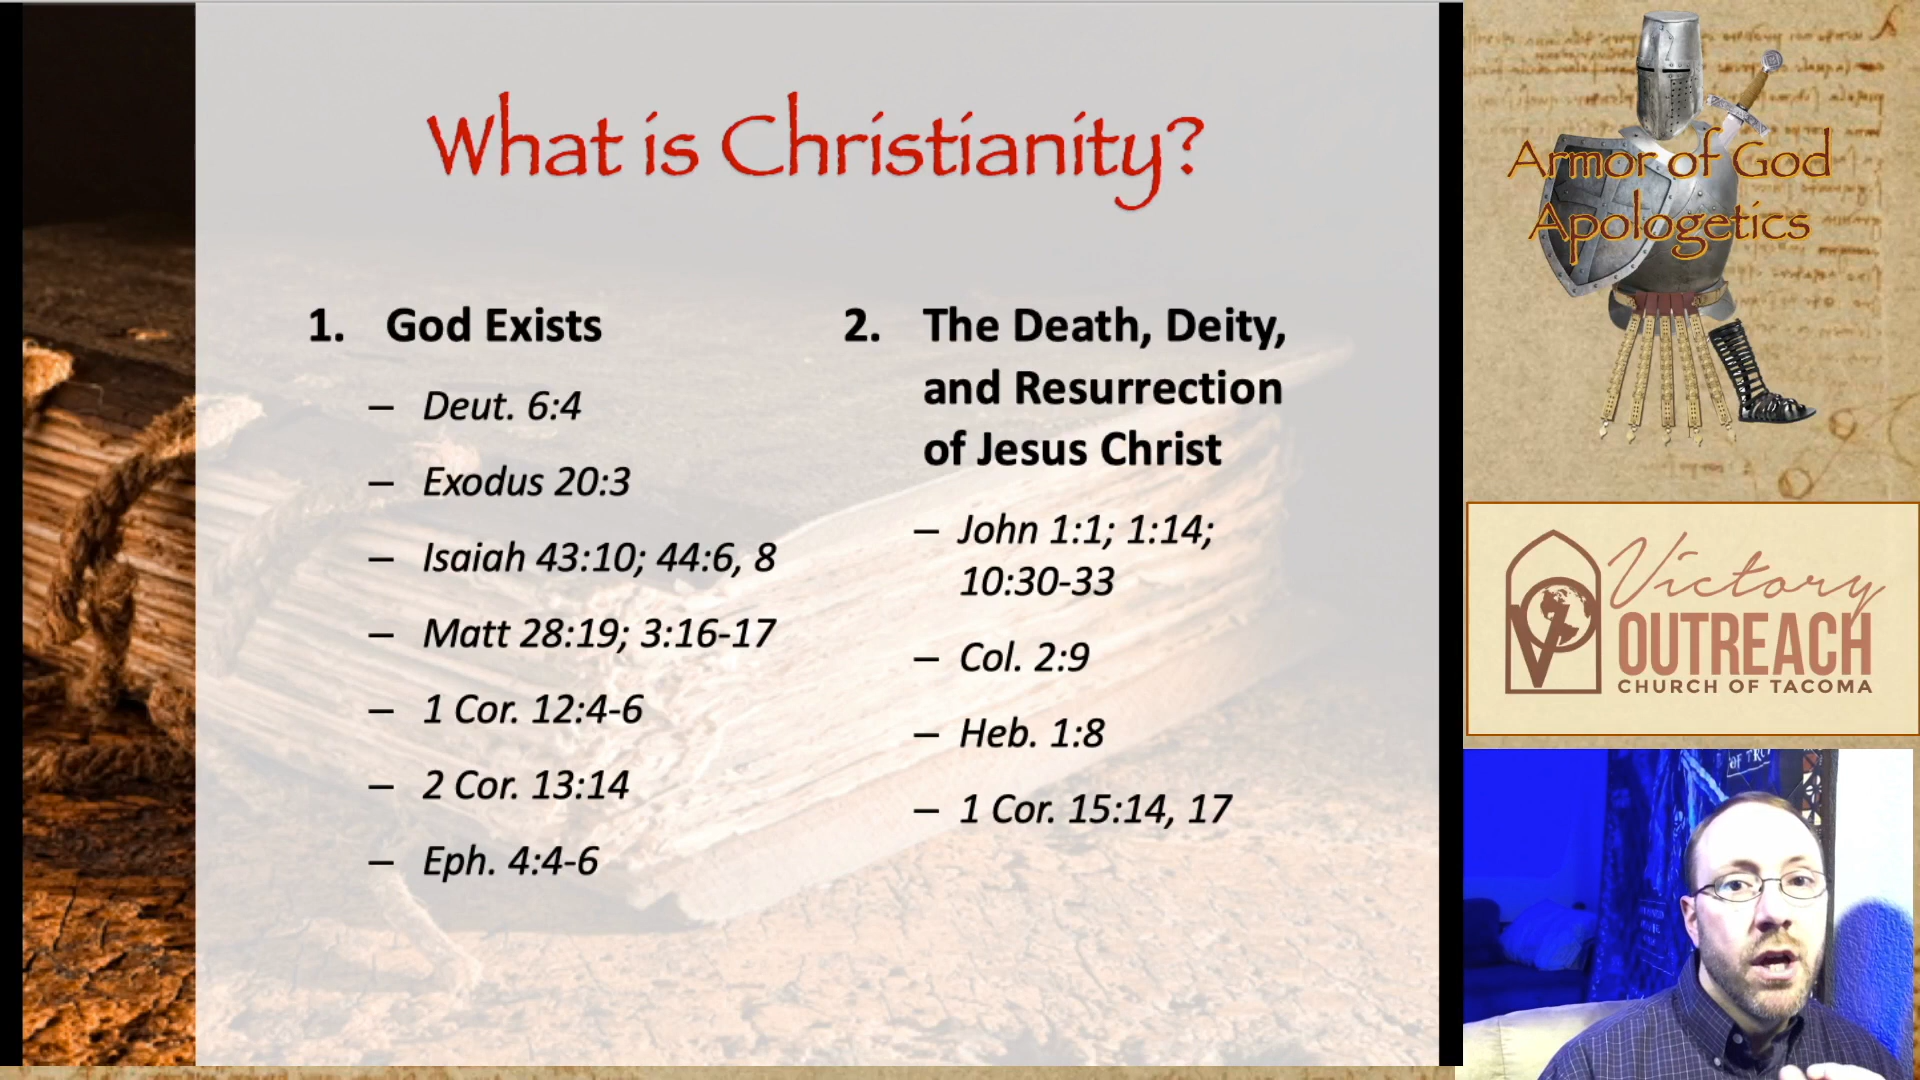 What is Christianity?
1. God Exists
– Deut. 6:4
– Exodus 20:3
– Isaiah 43:10; 44:6, 8
– Matt 28:19; 3:16-17
– 1 Cor. 12:4-6
– 2 Cor. 13:14
– Eph. 4:4-6
2. The Death, Deity,
and Resurrection
of Jesus Christ
– John 1:1; 1:14;
10:30-33
– Col. 2:9
– Heb. 1:8
– 1 Cor. 15:14, 17
Armor of God
Apologetics
Victory
OUTREACH
CHURCH OF TACOMA